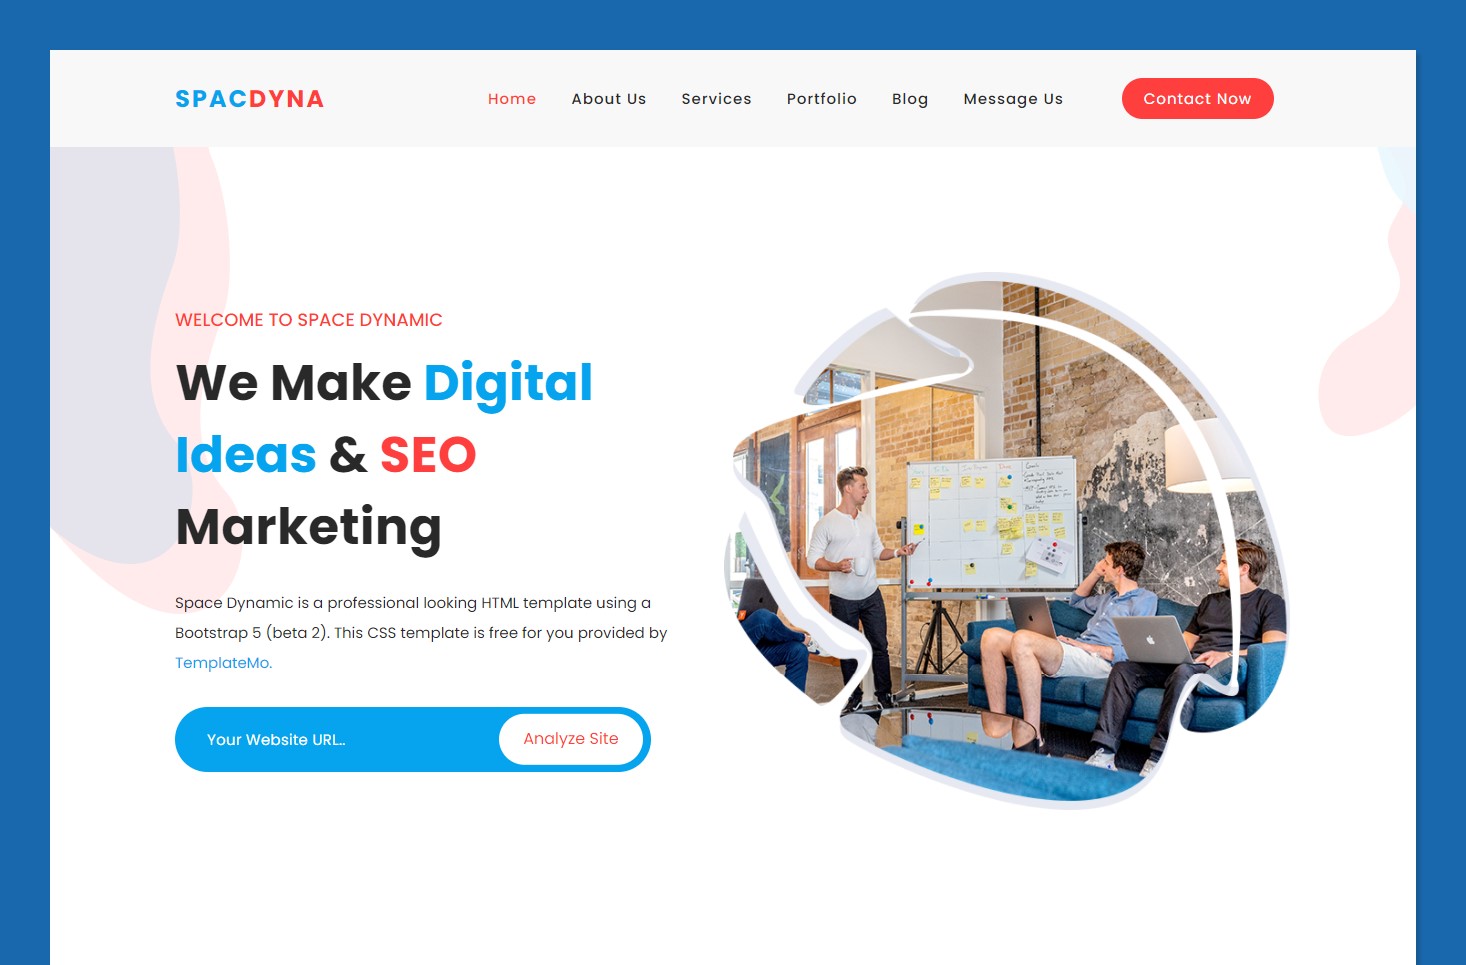 SPACDYNA
Home About Us Services Portfolio Blog Message Us Contact Now
WELCOME TO SPACE DYNAMIC
We Make Digital
Ideas & SEO
Marketing
Space Dynamic is a professional looking HTML template using a
Bootstrap 5 (beta 2). This CSS template is free for you provided by
TemplateMo.
Your Website URL.. Analyze Site